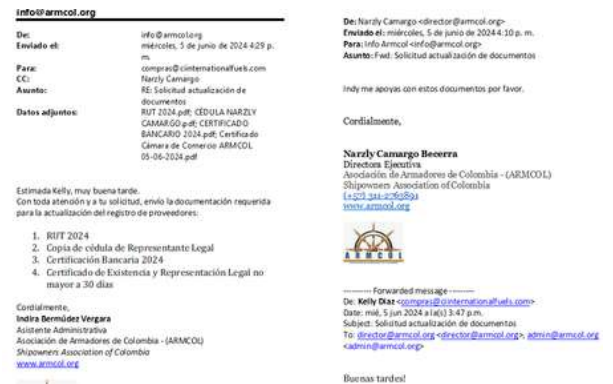 info@armcol.org
De: info@armcol.org
Enviado el: miércoles, 5 de junio de 2024 4:29 p.
m.
Para: compras@ciinternationalfuels.com
CC: Narzly Camargo
Asunto: RE: Solicitud actualización de
documentos
Datos adjuntos: RUT 2024.pdf; CÉDULA NARZLY
CAMARGO.pdf; CERTIFICADO
BANCARIO 2024.pdf; Certificado
Cámara de Comercio ARMCOL
05-06-2024.pdf
Estimada Kelly, muy buena tarde.
Con toda atención y a tu solicitud, envío la documentación requerida
para la actualización del registro de proveedores:
1. RUT 2024
2. Copia de cédula de Representante Legal
3. Certificación Bancaria 2024
4. Certificado de Existencia y Representación Legal no
mayor a 30 días
Cordialmente,
Indira Bermúdez Vergara
Asistente Administrativa
Asociación de Armadores de Colombia - (ARMCOL)
Shipowners Association of Colombia
www.armcol.org
De: Narzly Camargo <director@armcol.org>
Enviado el: miércoles, 5 de junio de 2024 4:10 p. m.
Para: Info Armcol <info@armcol.org>
Asunto: Fwd: Solicitud actualización de documentos
Indy me apoyas con estos documentos por favor.
Cordialmente,
Narzly Camargo Becerra
Directora Ejecutiva
Asociación de Armadores de Colombia - (ARMCOL)
Shipowners Association of Colombia
(+57) 311-2763891
www.armcol.org
ARMCOL
---------- Forwarded message ---------
De: Kelly Diaz <compras@ciinternationalfuels.com>
Date: mié, 5 jun 2024 a la(s) 3:47 p.m.
Subject: Solicitud actualización de documentos
To: director@armcol.org <director@armcol.org>, admin@armcol.org
<admin@armcol.org>
Buenas tardes!